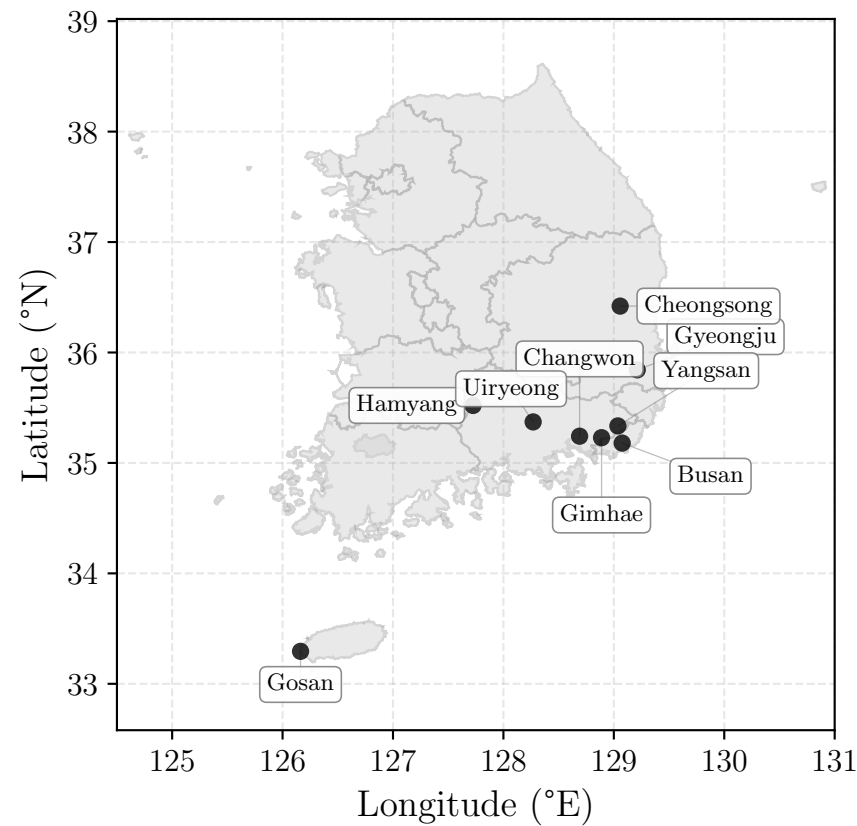 39
38
37
36
35
34
33
Latitude (°N)
Cheongsong
Gyeongju
Changwon
Yangsan
Uiryeong
Hamyang
Busan
Gimhae
Gosan
125
126
127
128
129
130
131
Longitude (°E)